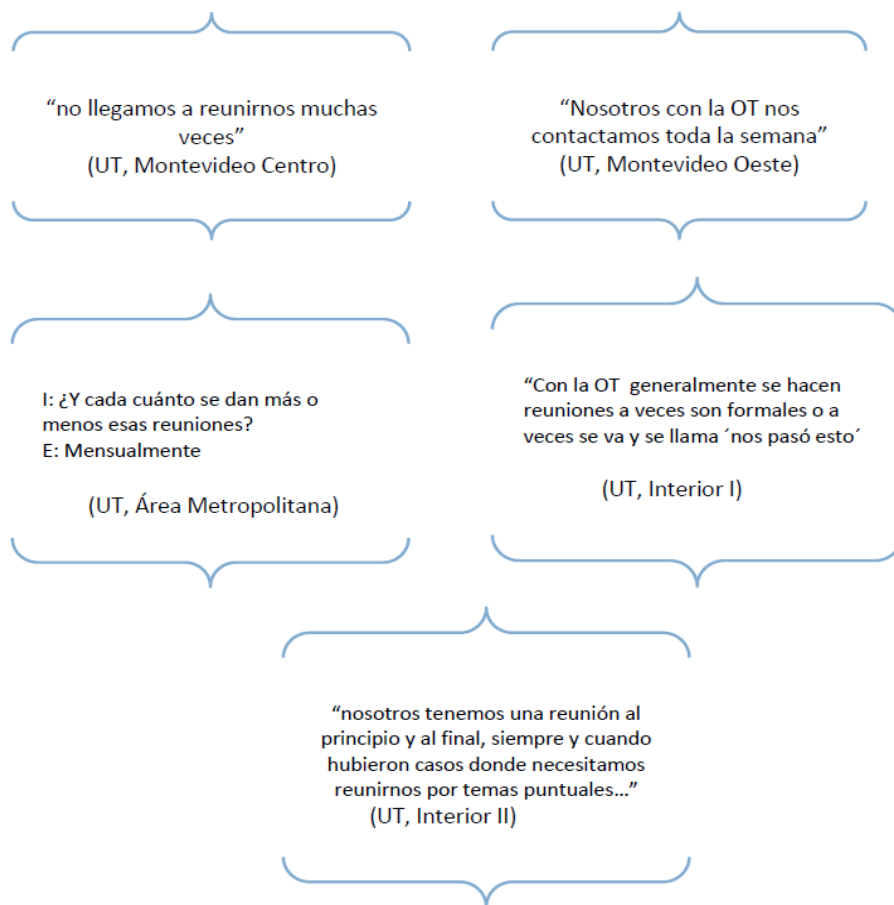 “no llegamos a reunirnos muchas
veces”
(UT, Montevideo Centro)
“Nosotros con la OT nos
contactamos toda la semana”
(UT, Montevideo Oeste)
I: ¿Y cada cuánto se dan más o
menos esas reuniones?
E: Mensualmente
(UT, Área Metropolitana)
“Con la OT  generalmente se hacen
reuniones a veces son formales o a
veces se va y se llama ´nos pasó esto´
(UT, Interior I)
“nosotros tenemos una reunión al
principio y al final, siempre y cuando
hubieron casos donde necesitamos
reunirnos por temas puntuales...”
(UT, Interior II)